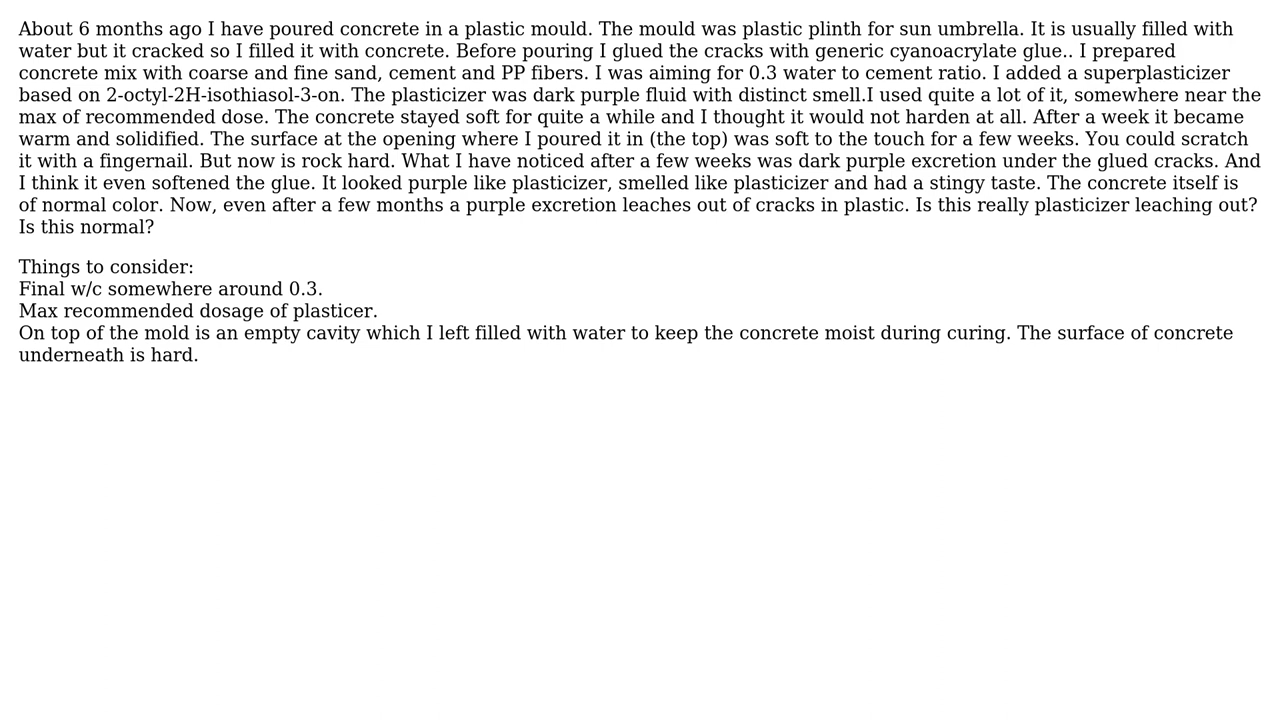 About 6 months ago I have poured concrete in a plastic mould. The mould was plastic plinth for sun umbrella. It is usually filled with
water but it cracked so I filled it with concrete. Before pouring I glued the cracks with generic cyanoacrylate glue.. I prepared
concrete mix with coarse and fine sand, cement and PP fibers. I was aiming for 0.3 water to cement ratio. I added a superplasticizer
based on 2-octyl-2H-isothiasol-3-on. The plasticizer was dark purple fluid with distinct smell.I used quite a lot of it, somewhere near the
max of recommended dose. The concrete stayed soft for quite a while and I thought it would not harden at all. After a week it became
warm and solidified. The surface at the opening where I poured it in (the top) was soft to the touch for a few weeks. You could scratch
it with a fingernail. But now is rock hard. What I have noticed after a few weeks was dark purple excretion under the glued cracks. And
I think it even softened the glue. It looked purple like plasticizer, smelled like plasticizer and had a stingy taste. The concrete itself is
of normal color. Now, even after a few months a purple excretion leaches out of cracks in plastic. Is this really plasticizer leaching out?
Is this normal?
Things to consider:
Final w/c somewhere around 0.3.
Max recommended dosage of plasticer.
On top of the mold is an empty cavity which I left filled with water to keep the concrete moist during curing. The surface of concrete
underneath is hard.